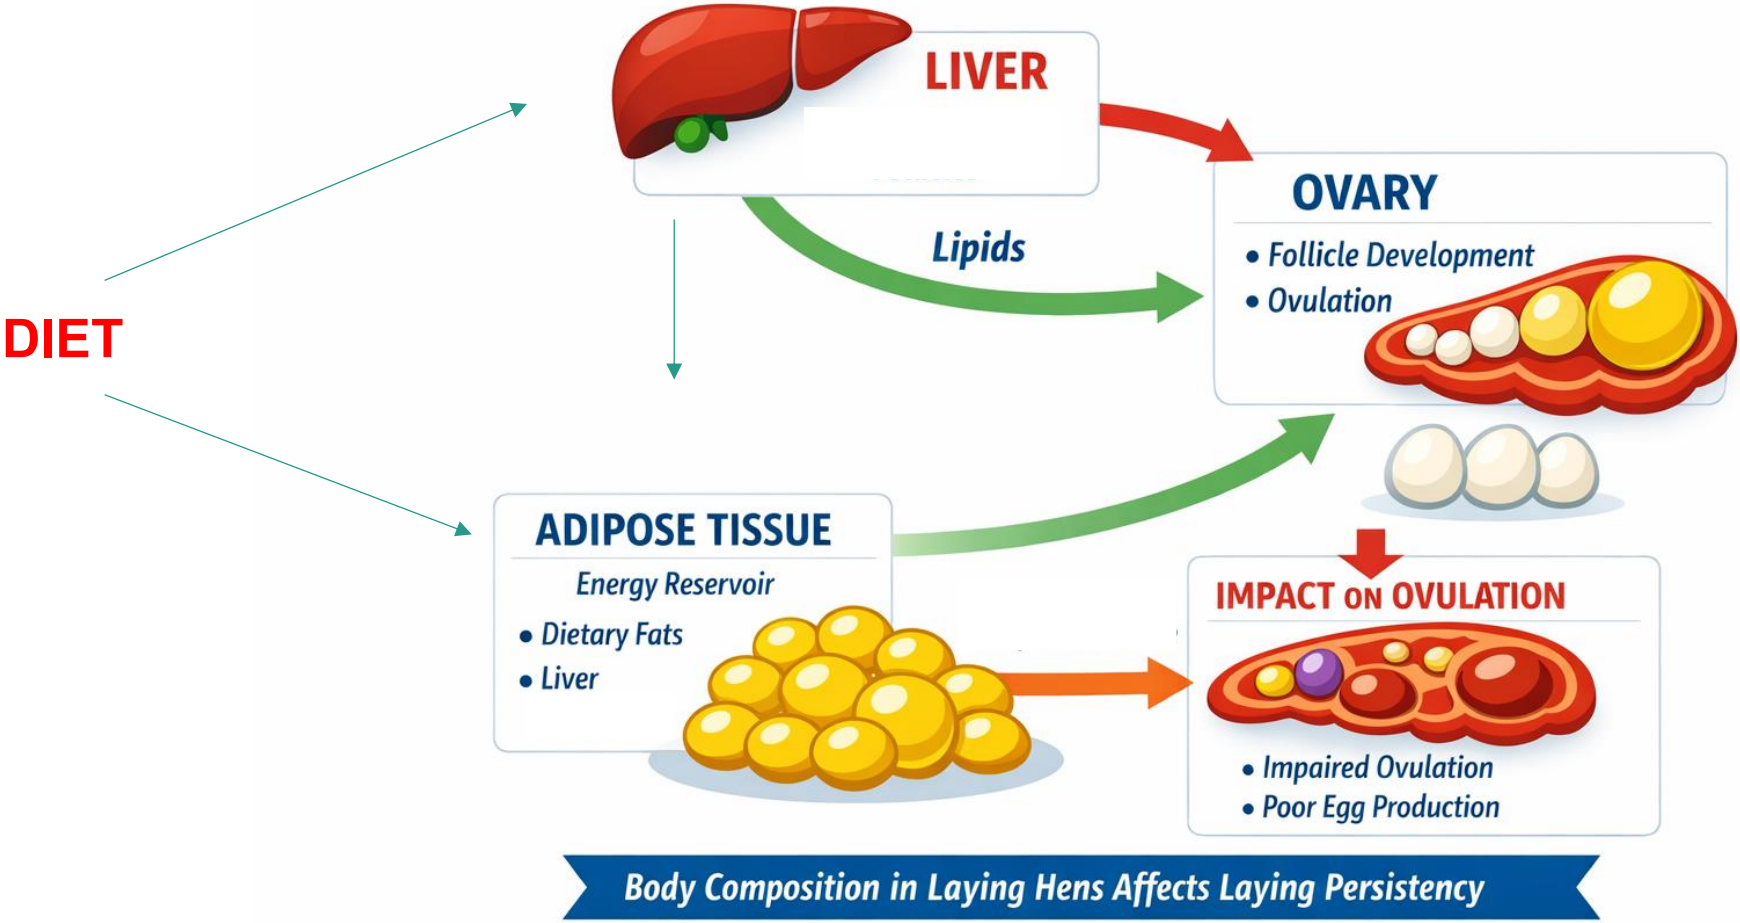 LIVER
Lipids
OVARY
• Follicle Development
• Ovulation
DIET
ADIPOSE TISSUE
Energy Reservoir
• Dietary Fats
• Liver
IMPACT ON OVULATION
• Impaired Ovulation
• Poor Egg Production
Body Composition in Laying Hens Affects Laying Persistency